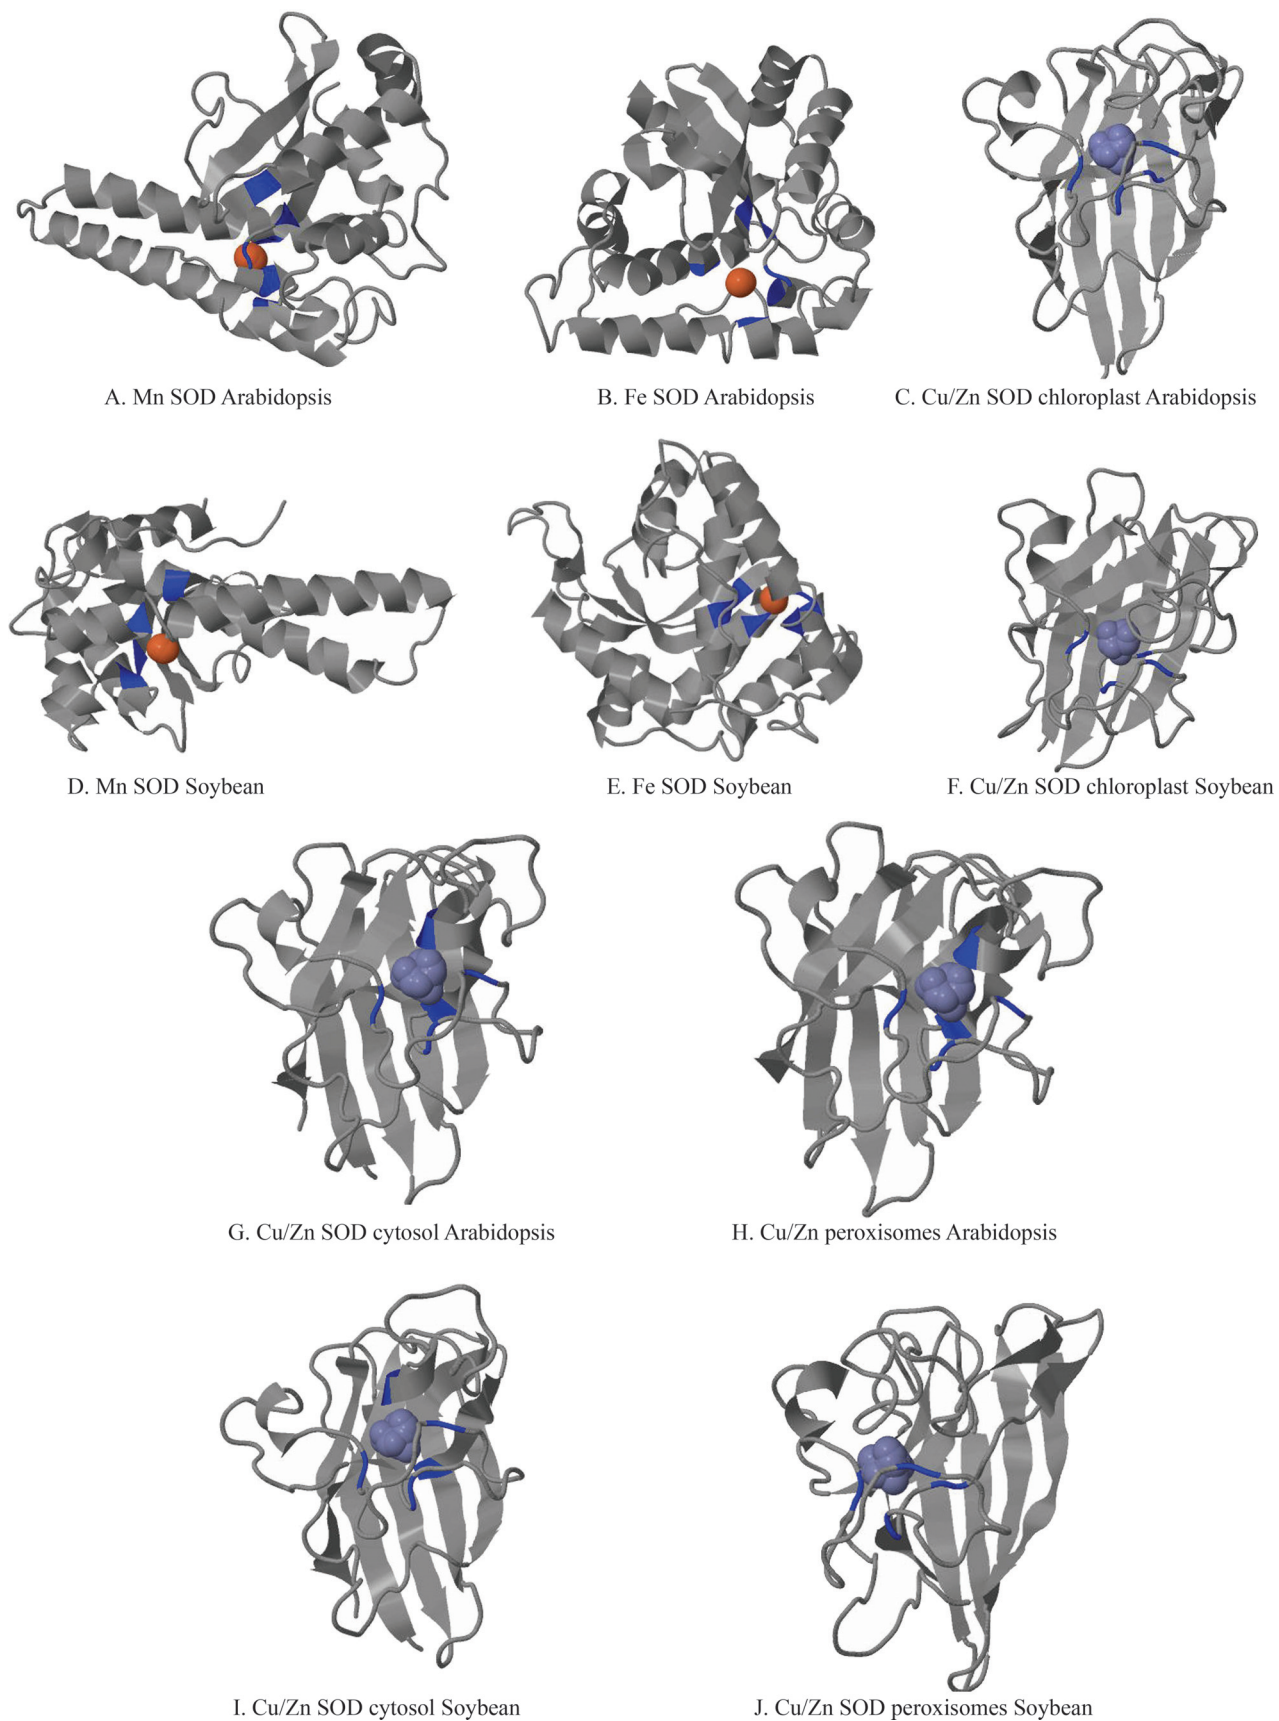 A. Mn SOD Arabidopsis
B. Fe SOD Arabidopsis
C. Cu/Zn SOD chloroplast Arabidopsis
D. Mn SOD Soybean
E. Fe SOD Soybean
F. Cu/Zn SOD chloroplast Soybean
G. Cu/Zn SOD cytosol Arabidopsis
H. Cu/Zn peroxisomes Arabidopsis
I. Cu/Zn SOD cytosol Soybean
J. Cu/Zn SOD peroxisomes Soybean